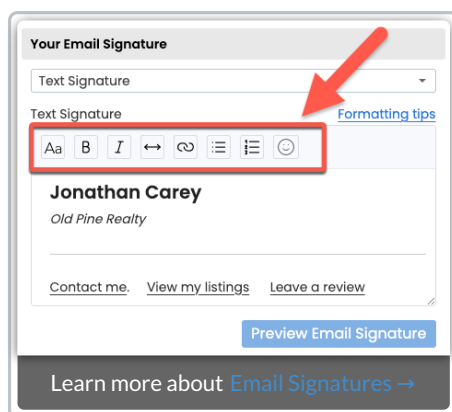 Your Email Signature
Text Signature
Text Signature Formatting tips
Aa B I
Jonathan Carey
Old Pine Realty
Contact me. View my listings Leave a review
Preview Email Signature
Learn more about Email Signatures →